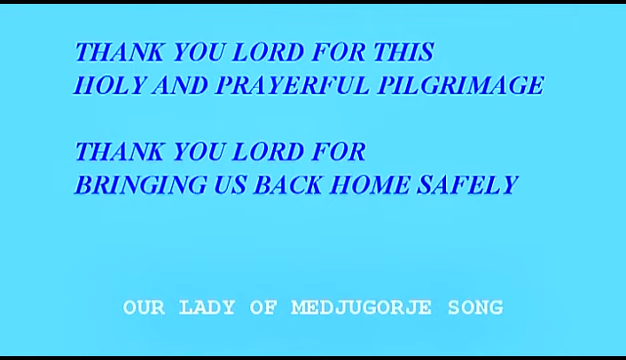 THANK YOU LORD FOR THIS
HOLY AND PRAYERFUL PILGRIMAGE
THANK YOU LORD FOR
BRINGING US BACK HOME SAFELY
OUR LADY OF MEDJUGORJE SONG